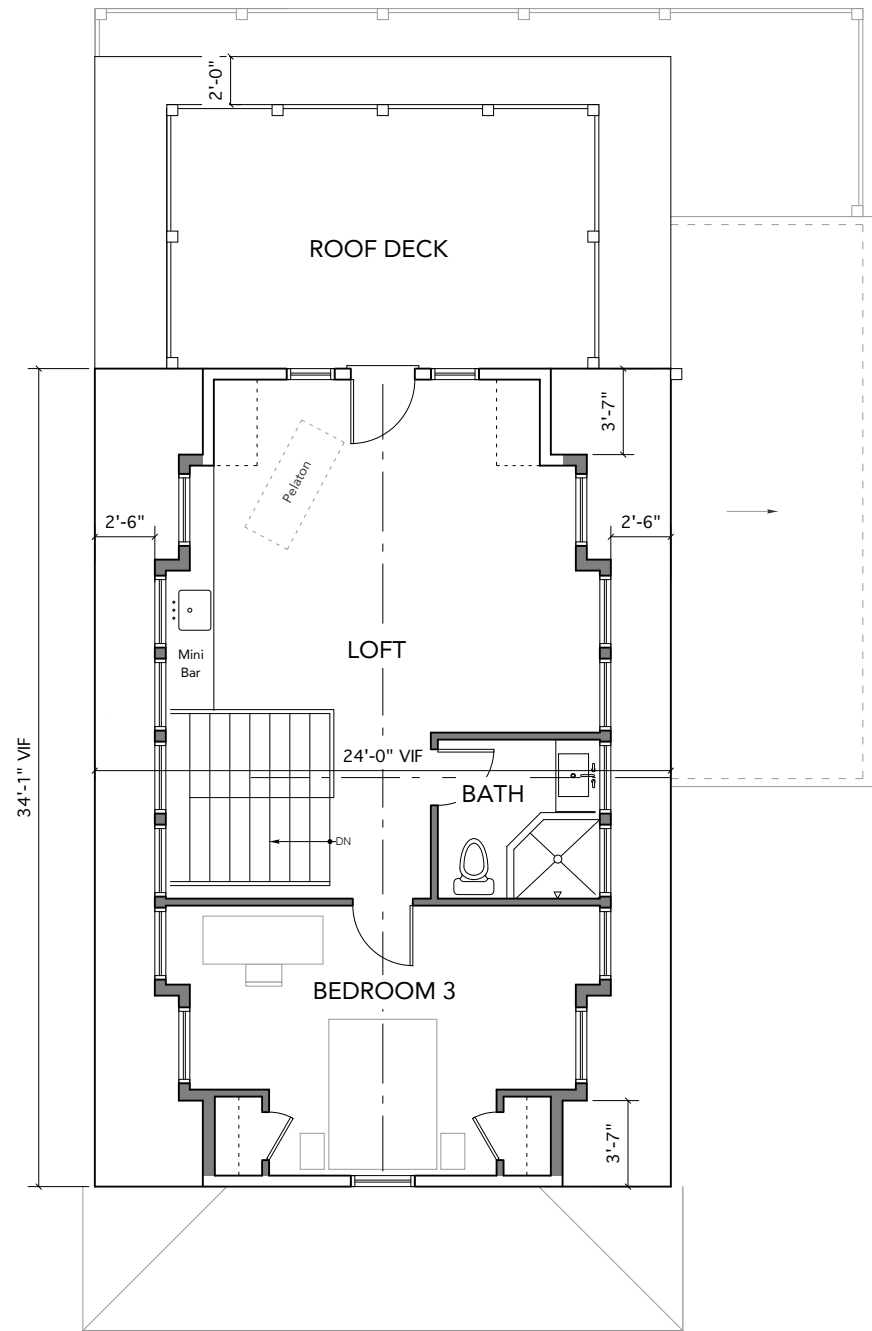 2'-0"
ROOF DECK
3'-7"
Pelaton
2'-6"
2'-6"
LOFT
Mini
Bar
34'-1" VIF
24'-0" VIF
BATH
DN
BEDROOM 3
3'-7"